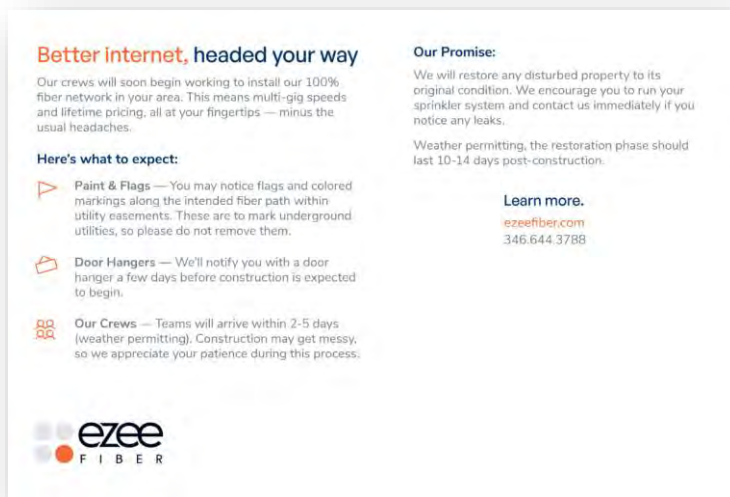 Better internet, headed your way
Our crews will soon begin working to install our 100%
fiber network in your area. This means multi-gig speeds
and lifetime pricing, all at your fingertips — minus the
usual headaches.
Here's what to expect:
Paint & Flags — You may notice flags and colored
markings along the intended fiber path within
utility easements. These are to mark underground
utilities, so please do not remove them.
Door Hangers — We'll notify you with a door
hanger a few days before construction is expected
to begin.
Our Crews — Teams will arrive within 2-5 days
(weather permitting). Construction may get messy,
so we appreciate your patience during this process.
ezee
FIBER
Our Promise:
We will restore any disturbed property to its
original condition. We encourage you to run your
sprinkler system and contact us immediately if you
notice any leaks.
Weather permitting, the restoration phase should
last 10-14 days post-construction.
Learn more.
ezeefiber.com
346.644.3788